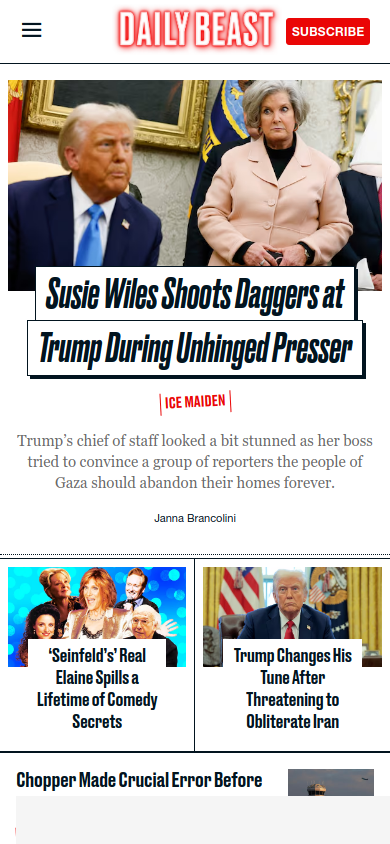 DAILY BEAST
SUBSCRIBE
Susie Wiles Shoots Daggers at
Trump During Unhinged Presser
ICE MAIDEN
Trump’s chief of staff looked a bit stunned as her boss
tried to convince a group of reporters the people of
Gaza should abandon their homes forever.
Janna Brancolini
‘Seinfeld’s’ Real
Elaine Spills a
Lifetime of Comedy
Secrets
Trump Changes His
Tune After
Threatening to
Obliterate Iran
Chopper Made Crucial Error Before